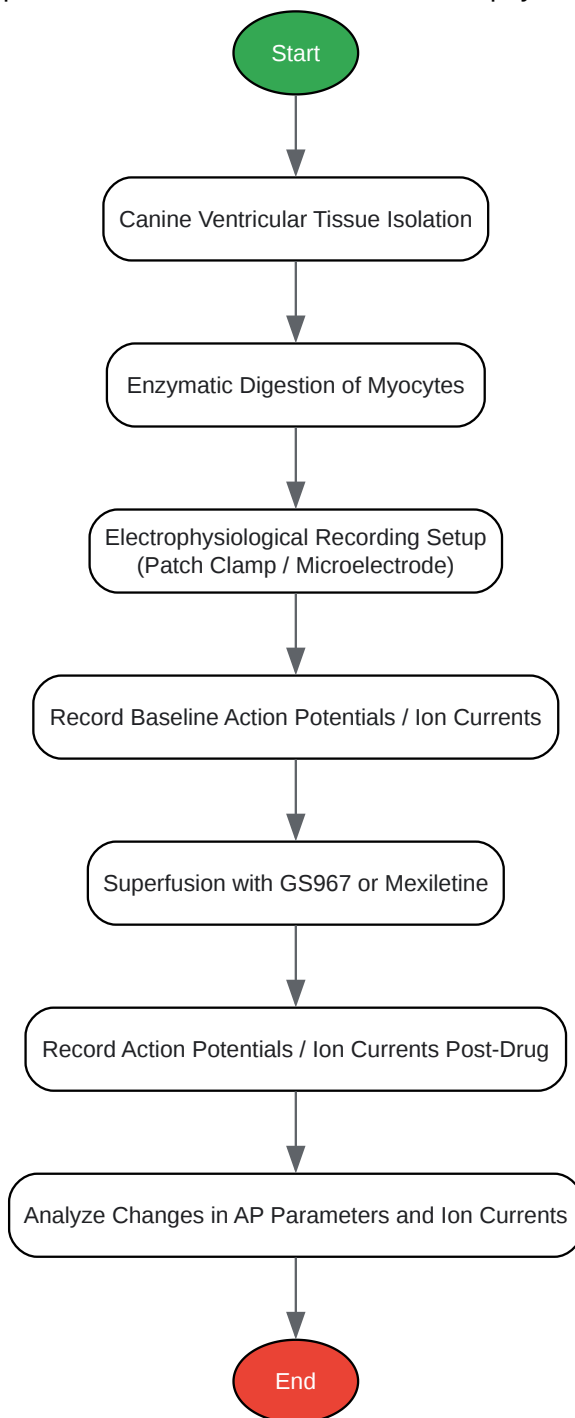 Start
Canine Ventricular Tissue Isolation
Enzymatic Digestion of Myocytes
Electrophysiological Recording Setup
(Patch Clamp / Microelectrode)
Record Baseline Action Potentials / Ion Currents
Superfusion with GS967 or Mexiletine
Record Action Potentials / Ion Currents Post-Drug
Analyze Changes in AP Parameters and Ion Currents
End